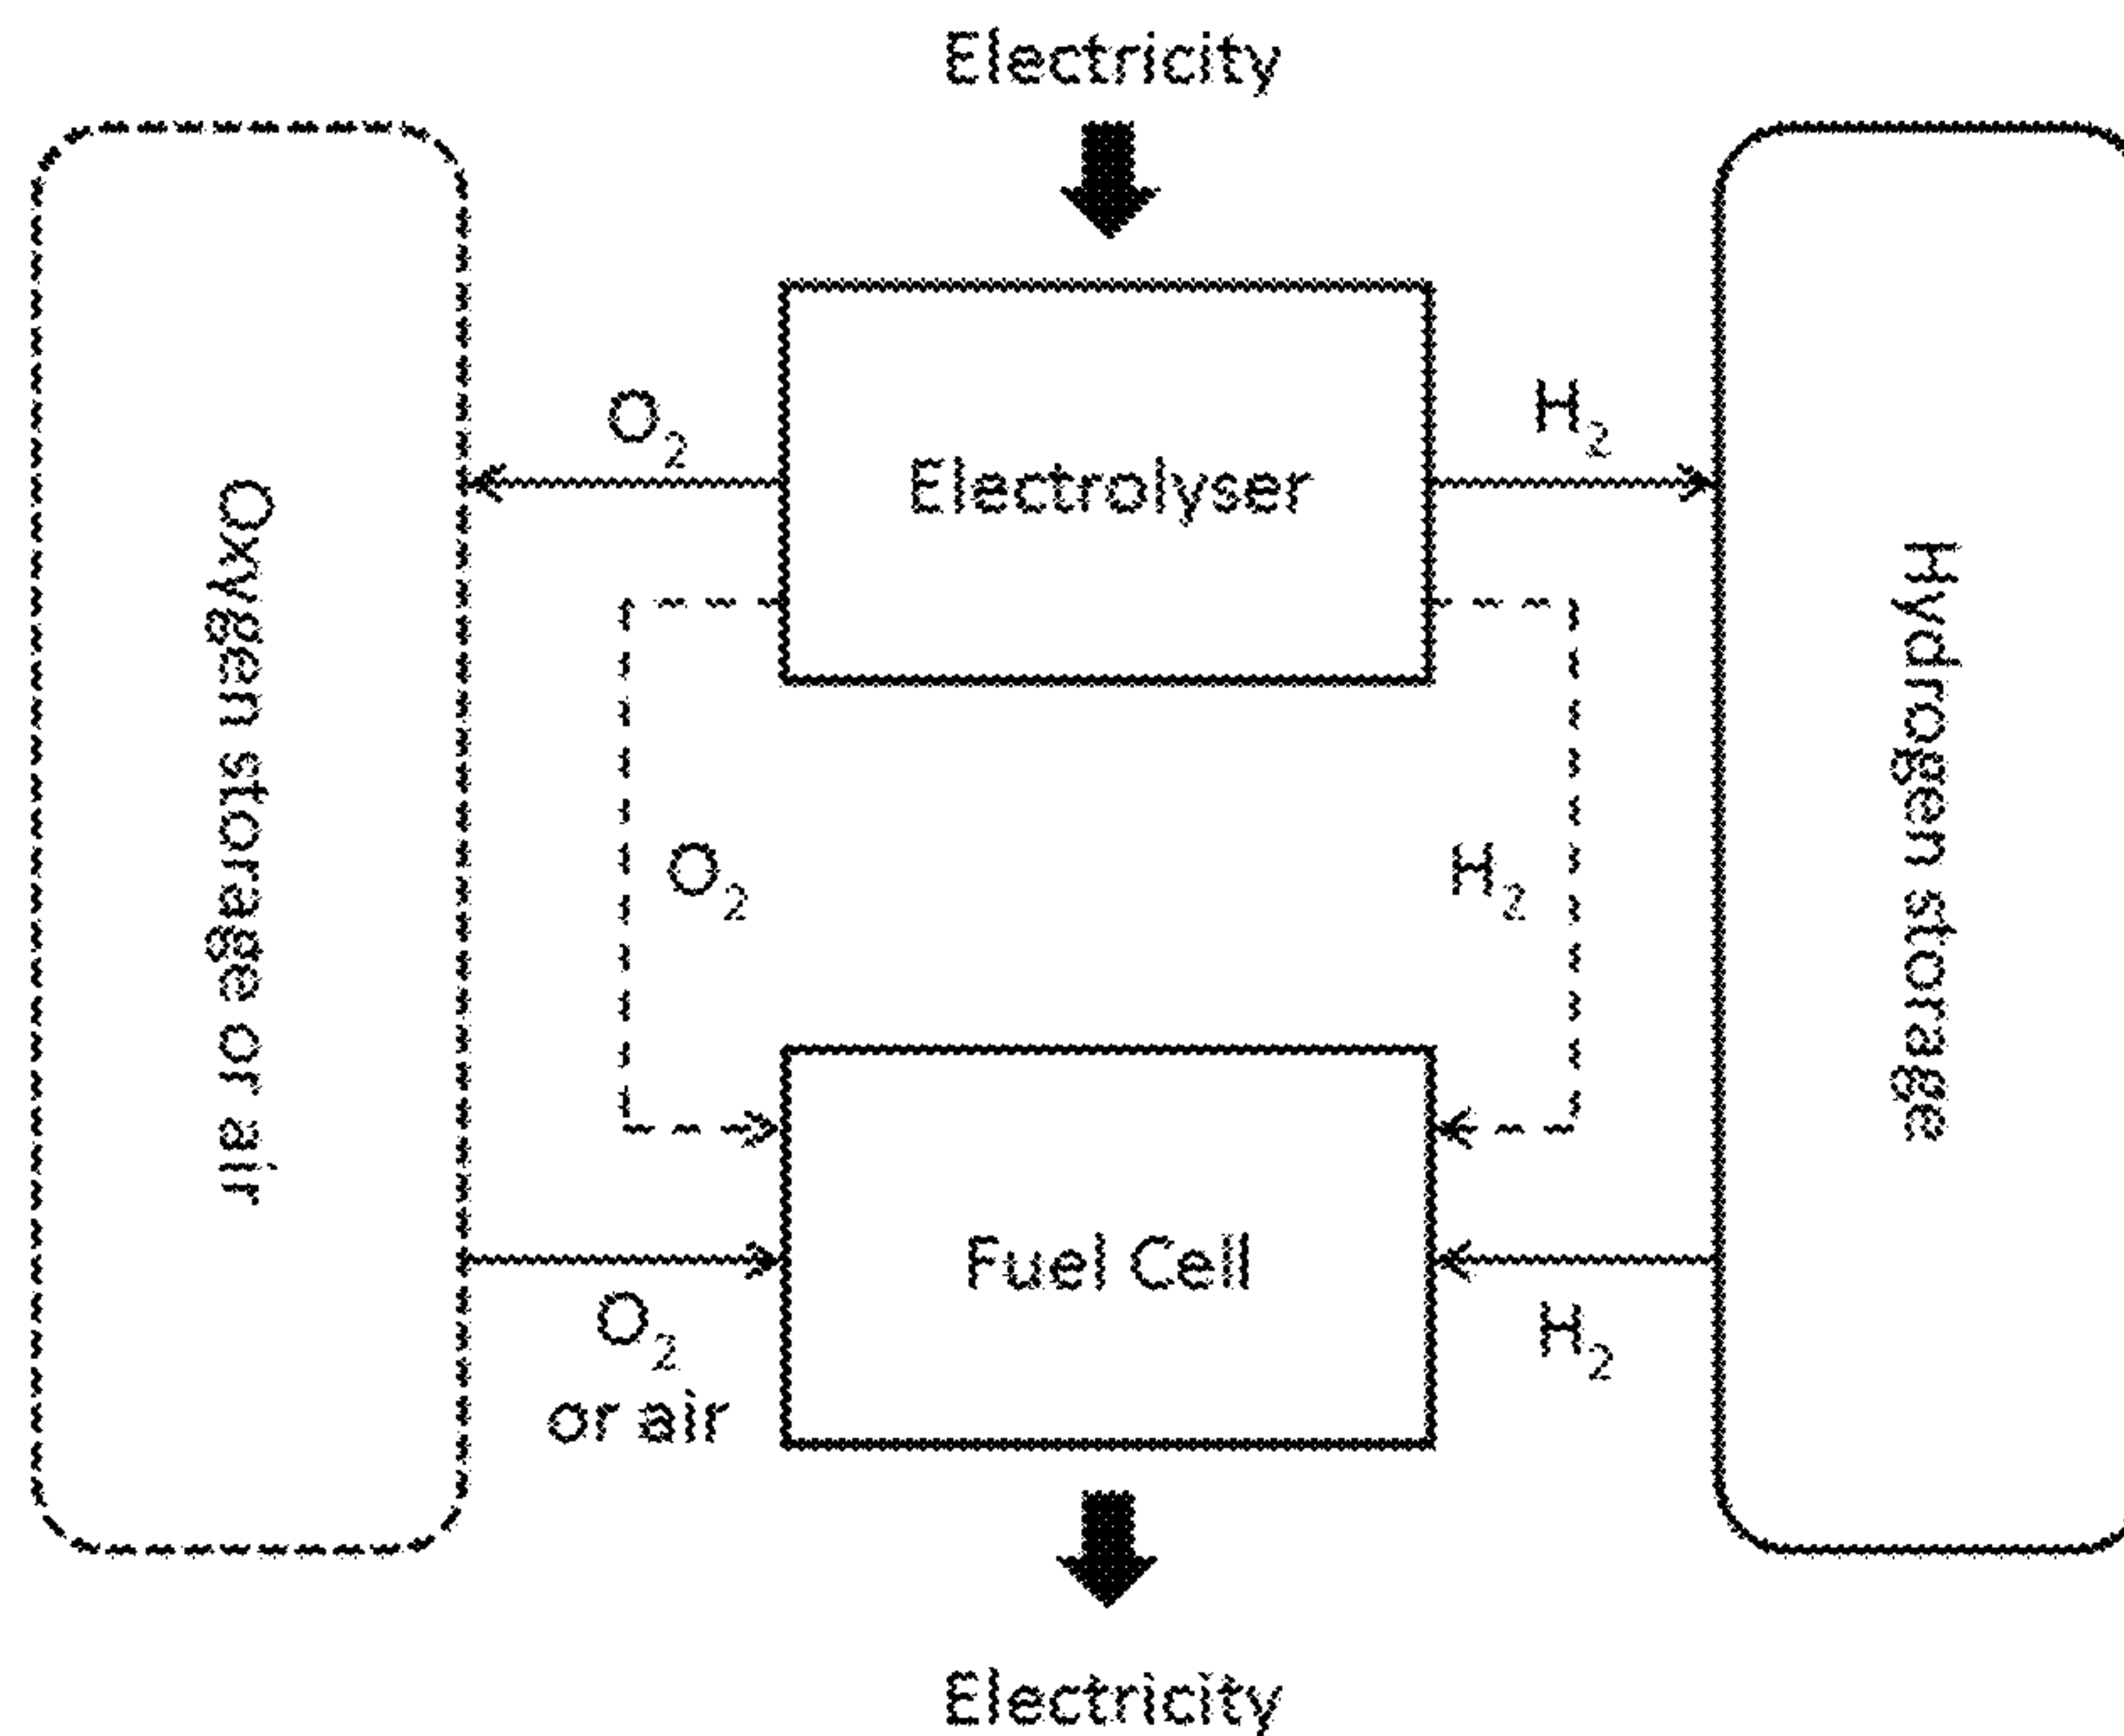 Electricity
O2
H2
Electrolyser
Oxygen storage or air
Hydrogen storage
O2
H2
Fuel Cell
O2
or air
H2
Electricity